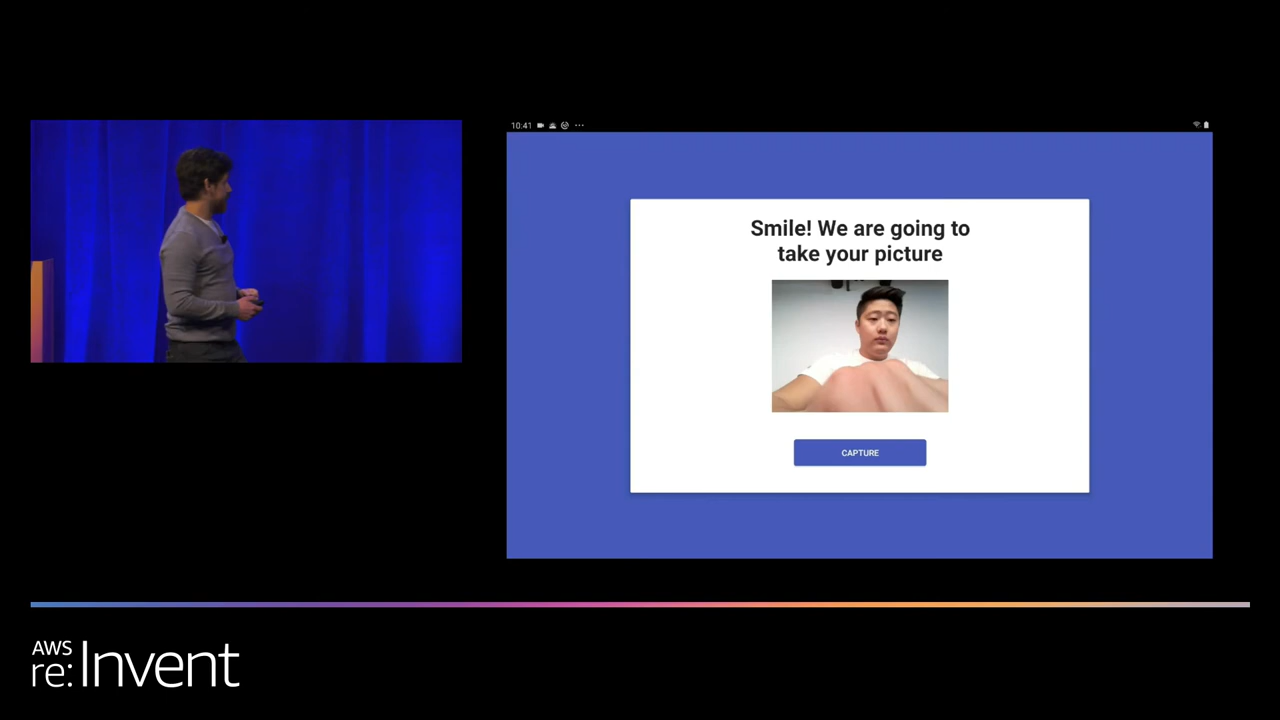 10:41
Smile! We are going to
take your picture
CAPTURE
AWS
re:Invent